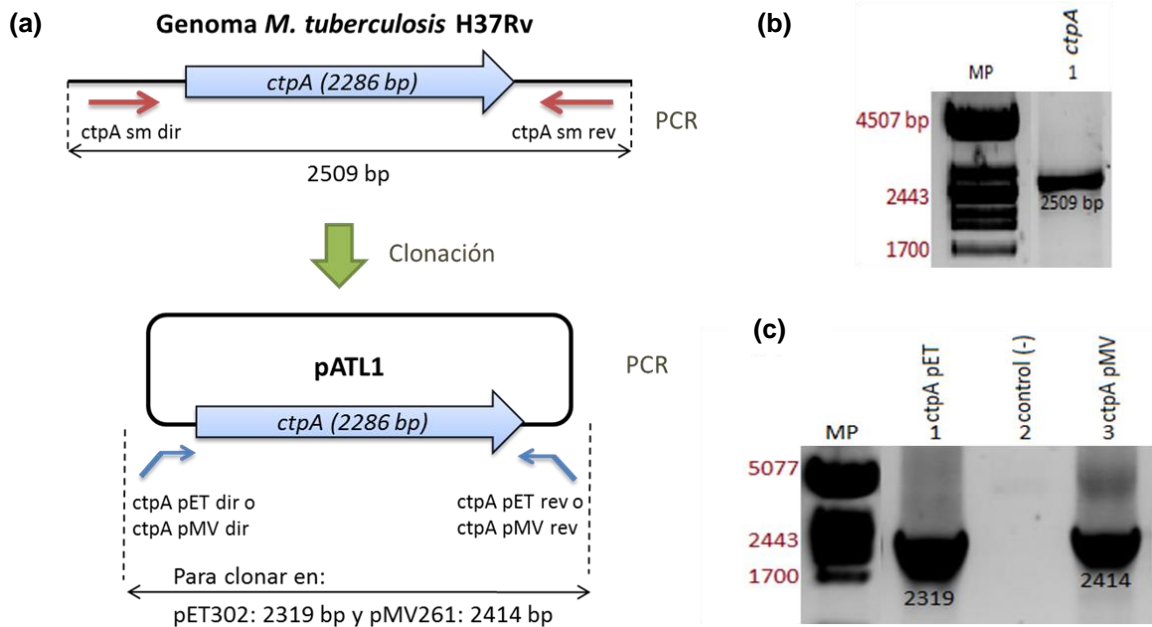 (a)
Genoma M. tuberculosis H37Rv
ctpA (2286 bp)
ctpA sm dir
ctpA sm rev
PCR
2509 bp
Clonación
pATL1
PCR
ctpA (2286 bp)
ctpA pET dir o
ctpA pMV dir
ctpA pET rev o
ctpA pMV rev
Para clonar en:
pET302: 2319 bp y pMV261: 2414 bp
(b)
ctpA
MP
1
4507 bp
2443
1700
2509 bp
(c)
ctpA pET
control (-)
ctpA pMV
MP
1
2
3
5077
2443
1700
2319
2414